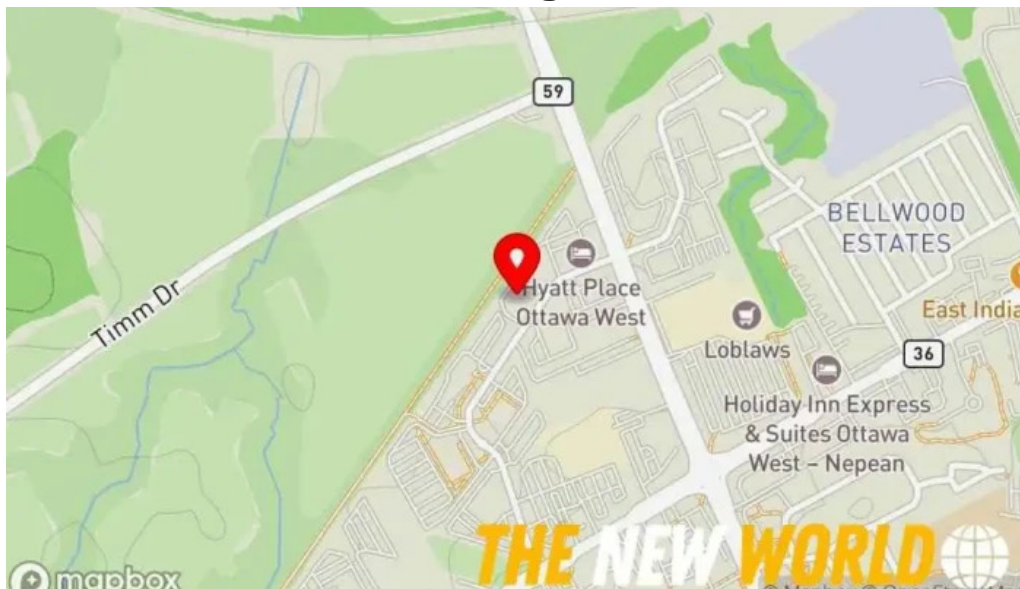 59
BELLWOOD
ESTATES
Timm Dr
Hyatt Place
Ottawa West
East India
Loblaws
36
Holiday Inn Express
& Suites Ottawa
West – Nepean
THE NEW WORLD
mapbox